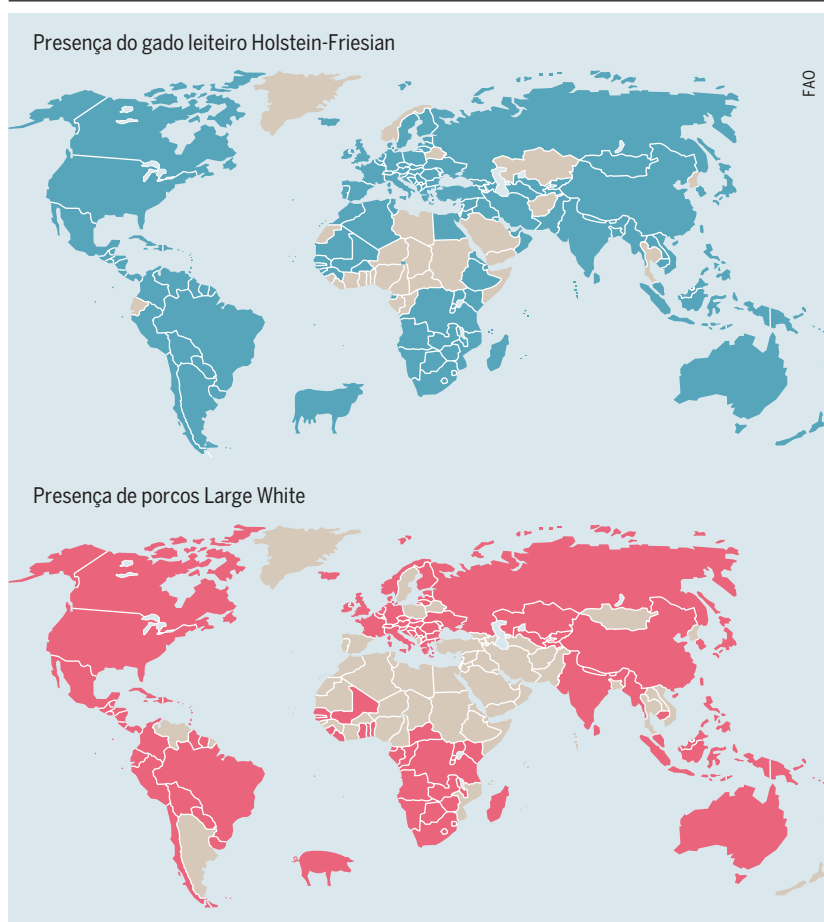 Presença do gado leiteiro Holstein-Friesian
FAO
Presença de porcos Large White